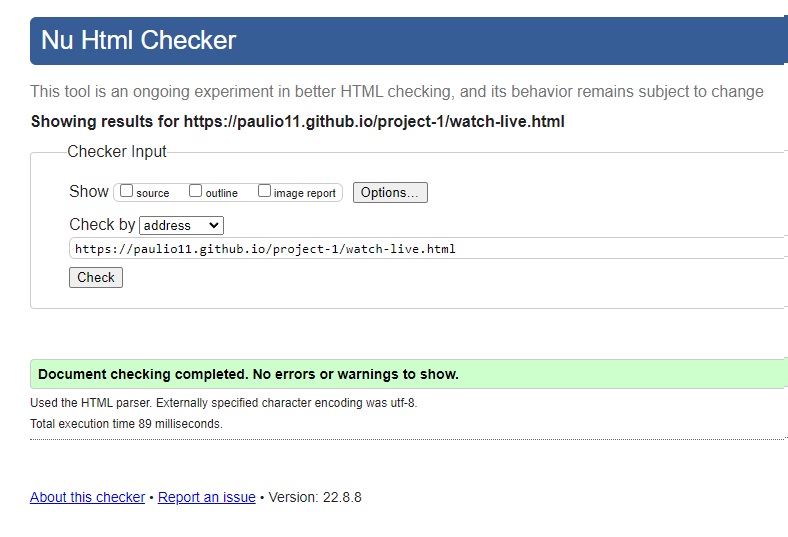 Nu Html Checker
This tool is an ongoing experiment in better HTML checking, and its behavior remains subject to change
Showing results for https://paulio11.github.io/project-1/watch-live.html
Checker Input
Show source outline image report Options...
Check by address
https://paulio11.github.io/project-1/watch-live.html
Check
Document checking completed. No errors or warnings to show.
Used the HTML parser. Externally specified character encoding was utf-8.
Total execution time 89 milliseconds.
About this checker • Report an issue • Version: 22.8.8